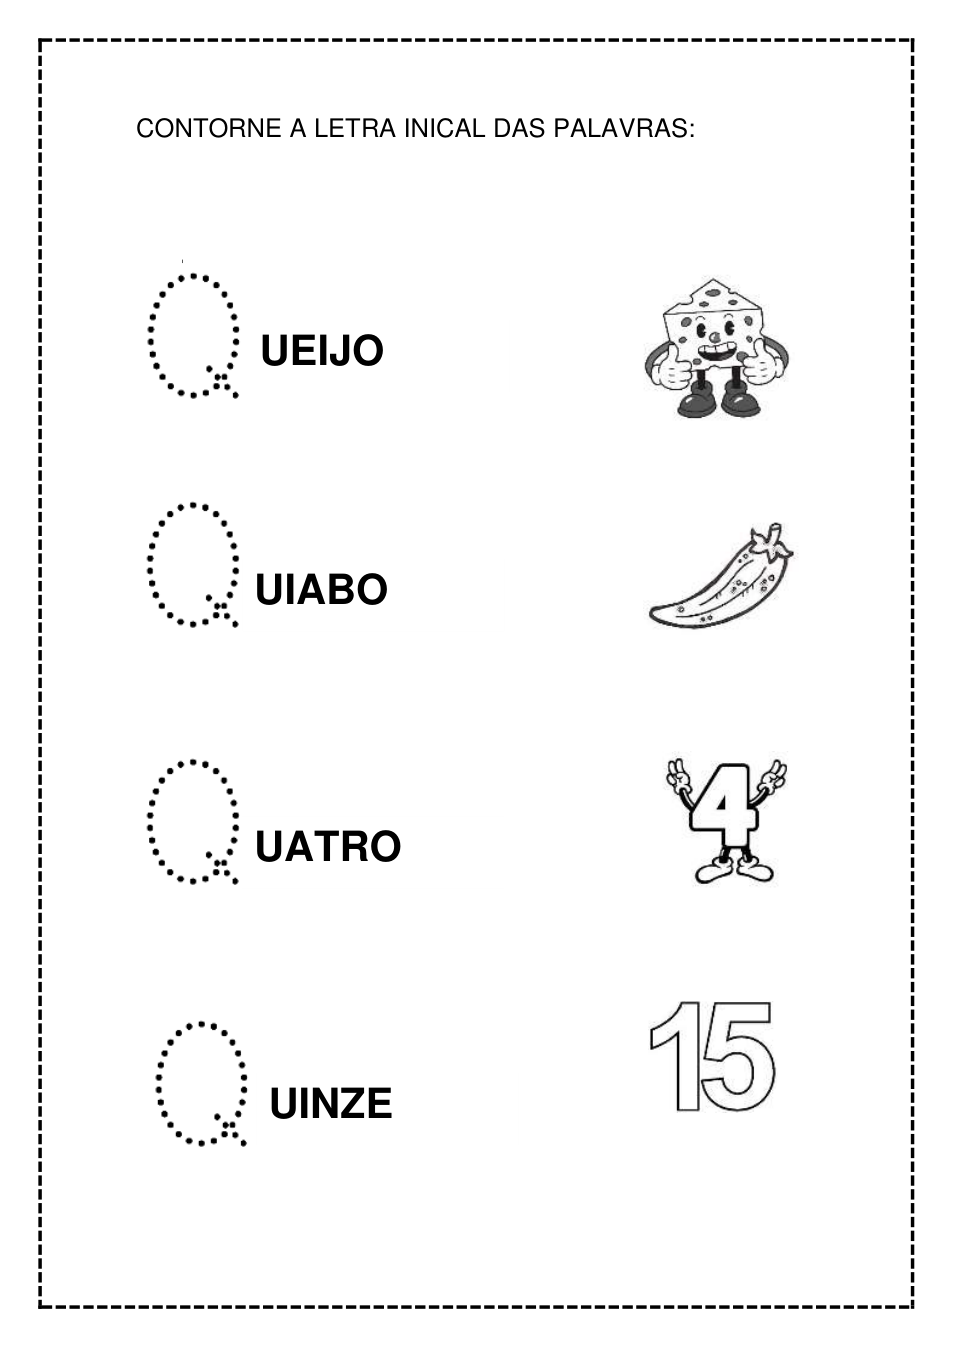 CONTORNE A LETRA INICAL DAS PALAVRAS:
QUEIJO
QUIABO
QUATRO
4
QUINZE
15